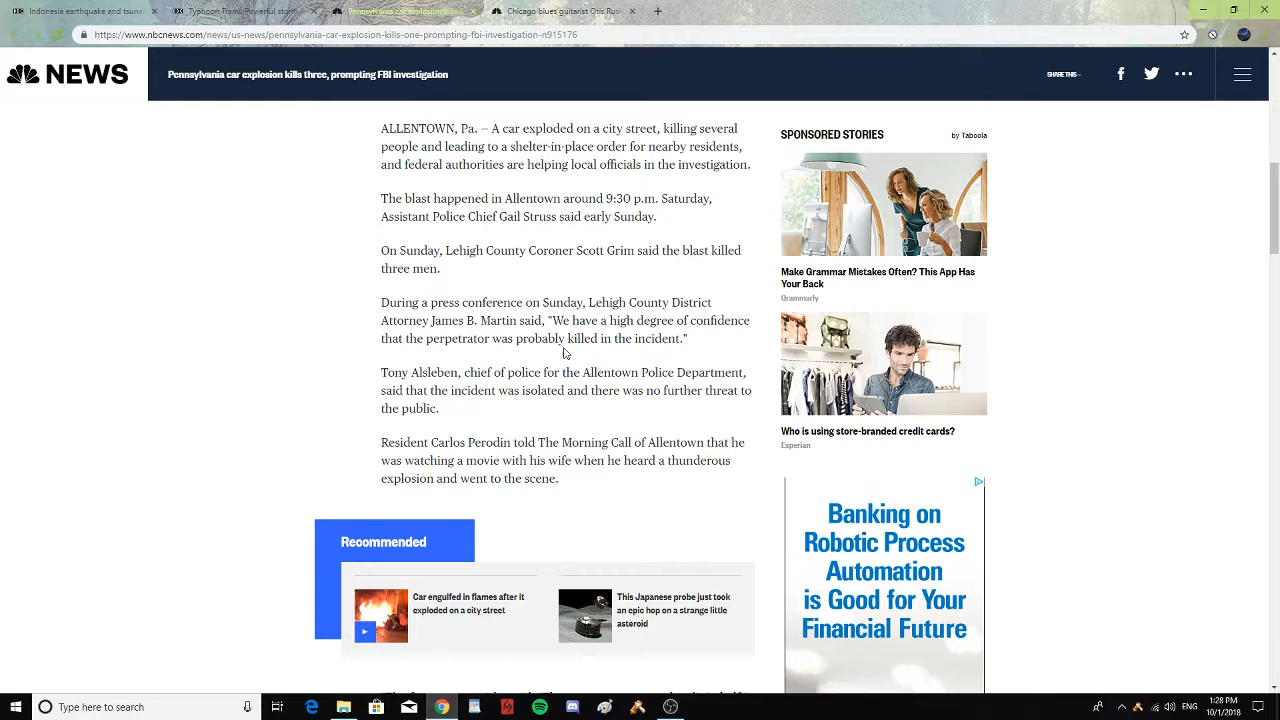 Indonesia earthquake and tsun
Typhoon Trami: Powerful storm
Pennsylvania car explosion kills
Chicago blues guitarist Otis Rus
https://www.nbcnews.com/news/us-news/pennsylvania-car-explosion-kills-one-prompting-fbi-investigation-n915176
NEWS
Pennsylvania car explosion kills three, prompting FBI investigation
SHARE THIS —
ALLENTOWN, Pa. — A car exploded on a city street, killing several
people and leading to a shelter-in-place order for nearby residents,
and federal authorities are helping local officials in the investigation.
The blast happened in Allentown around 9:30 p.m. Saturday,
Assistant Police Chief Gail Struss said early Sunday.
On Sunday, Lehigh County Coroner Scott Grim said the blast killed
three men.
During a press conference on Sunday, Lehigh County District
Attorney James B. Martin said, "We have a high degree of confidence
that the perpetrator was probably killed in the incident."
Tony Alsleben, chief of police for the Allentown Police Department,
said that the incident was isolated and there was no further threat to
the public.
Resident Carlos Perodin told The Morning Call of Allentown that he
was watching a movie with his wife when he heard a thunderous
explosion and went to the scene.
Recommended
Car engulfed in flames after it
exploded on a city street
This Japanese probe just took
an epic hop on a strange little
asteroid
SPONSORED STORIES
by Taboola
Make Grammar Mistakes Often? This App Has
Your Back
Grammarly
Who is using store-branded credit cards?
Experian
Banking on
Robotic Process
Automation
is Good for Your
Financial Future
Type here to search
ENG
1:28 PM
10/1/2018